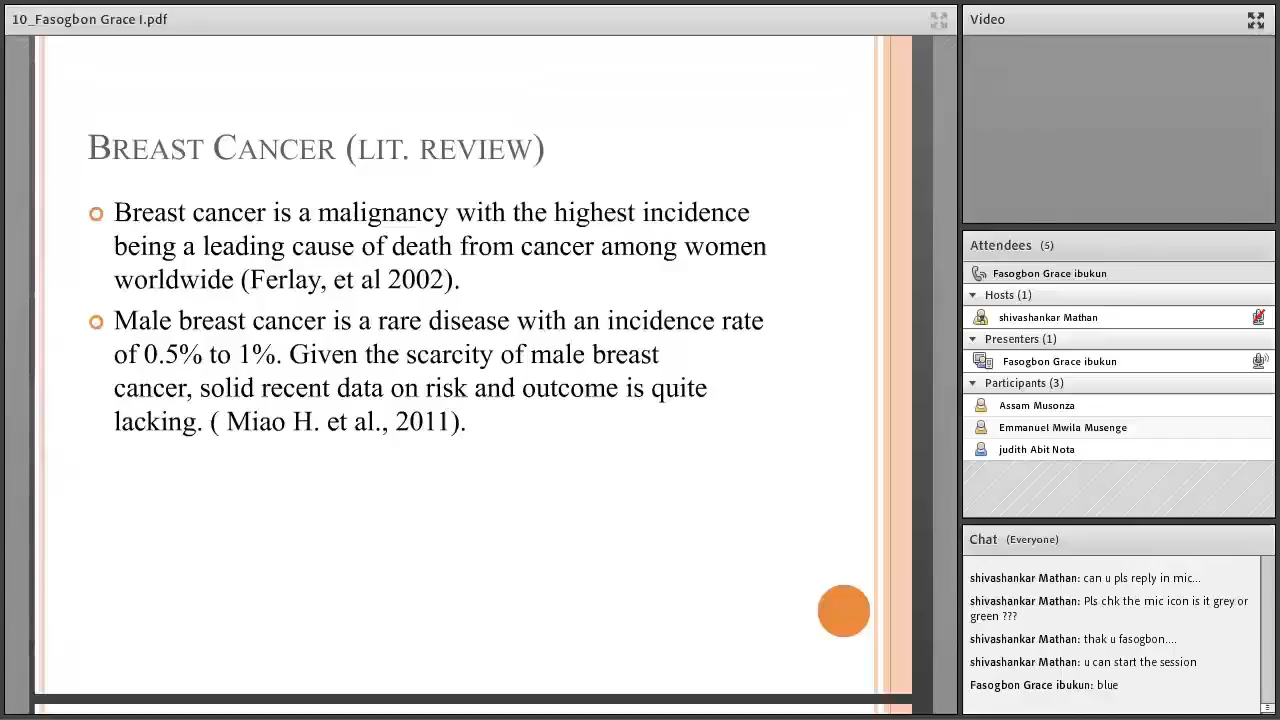 10_Fasogbon Grace I.pdf
BREAST CANCER (LIT. REVIEW)
Breast cancer is a malignancy with the highest incidence
being a leading cause of death from cancer among women
worldwide (Ferlay, et al 2002).
Male breast cancer is a rare disease with an incidence rate
of 0.5% to 1%. Given the scarcity of male breast
cancer, solid recent data on risk and outcome is quite
lacking. ( Miao H. et al., 2011).
Video
Attendees (5)
Fasogbon Grace ibukun
Hosts (1)
shivashankar Mathan
Presenters (1)
Fasogbon Grace ibukun
Participants (3)
Assam Musonza
Emmanuel Mwila Musenge
judith Abit Nota
Chat (Everyone)
shivashankar Mathan: can u pls reply in mic...
shivashankar Mathan: Pls chk the mic icon is it grey or
green ???
shivashankar Mathan: thak u fasogbon....
shivashankar Mathan: u can start the session
Fasogbon Grace ibukun: blue